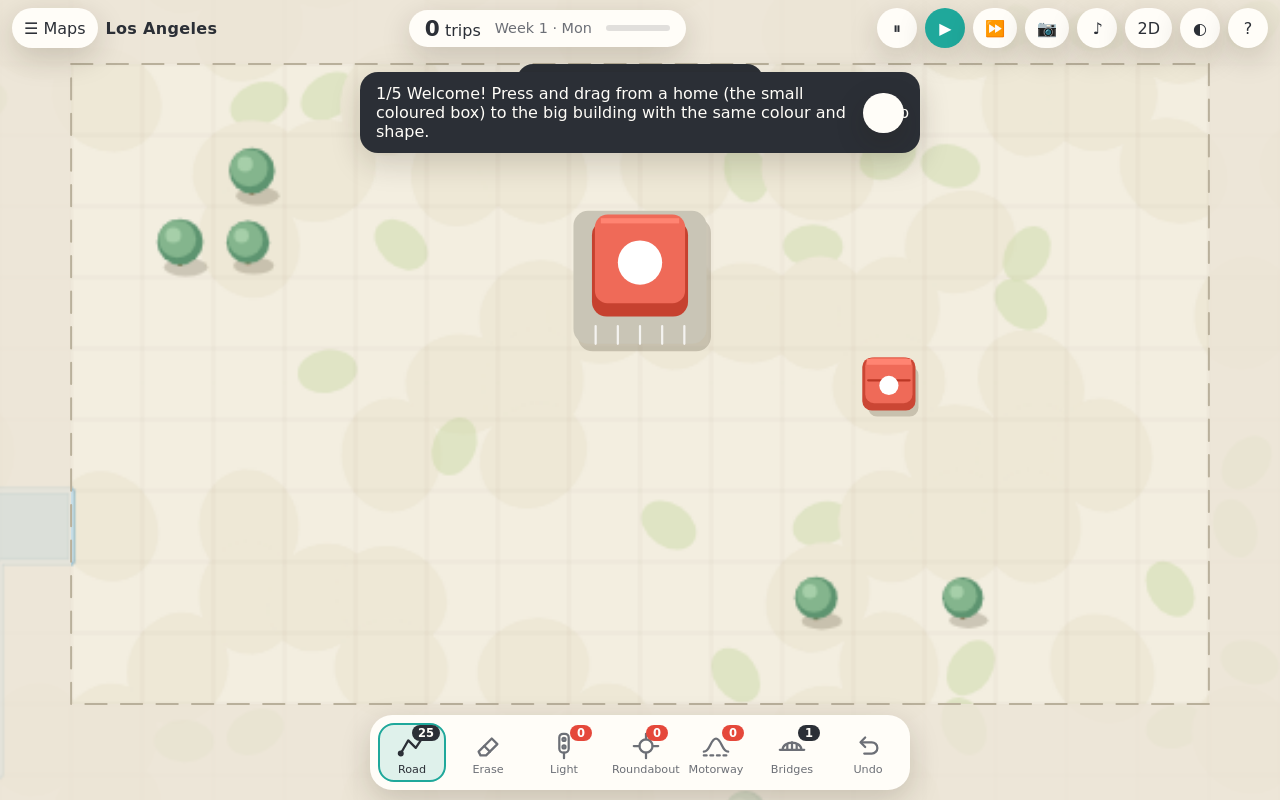 ☰ Maps
Los Angeles
0 trips
Week 1 · Mon
2D
?
1/5 Welcome! Press and drag from a home (the small
coloured box) to the big building with the same colour and
shape.
25
Road
Erase
0
Light
0
Roundabout
0
Motorway
1
Bridges
Undo